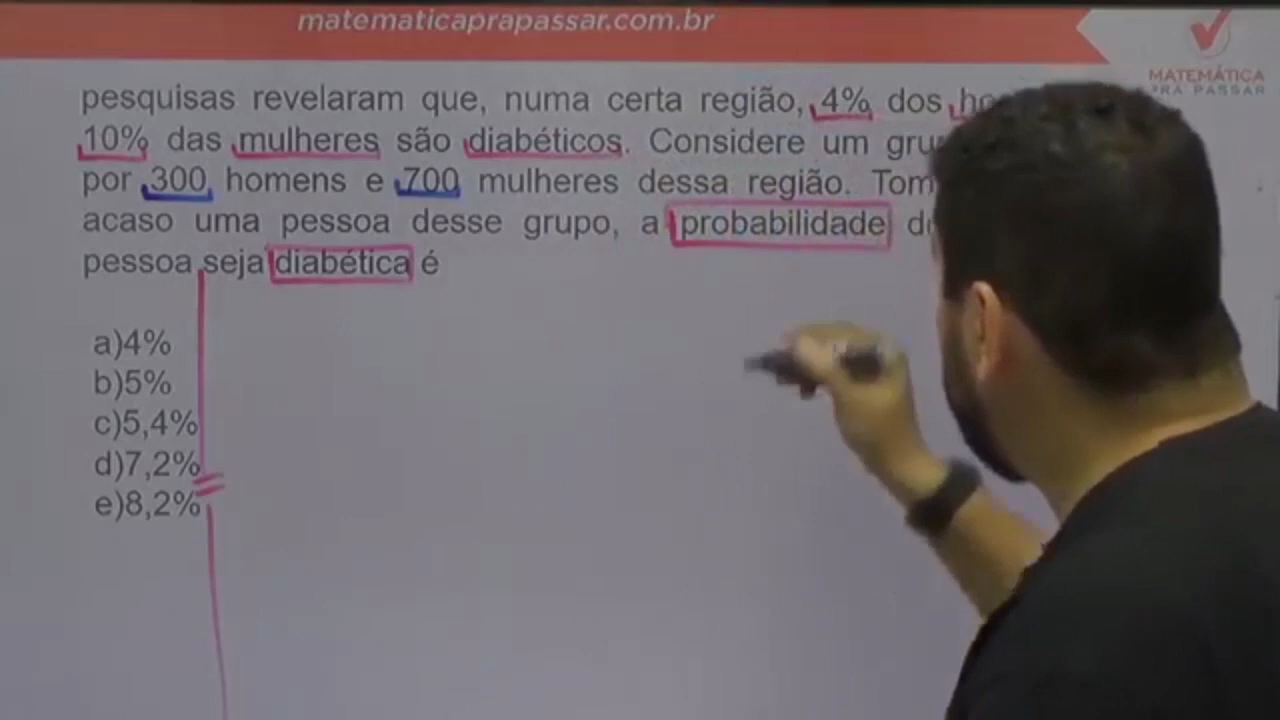 matematicaprapassar.com.br
MATEMÁTICA
PRA PASSAR
pesquisas revelaram que, numa certa região, 4% dos
10% das mulheres são diabéticos. Considere um
por 300 homens e 700 mulheres dessa região.
acaso uma pessoa desse grupo, a probabilidade
pessoa seja diabética é
a)4%
b)5%
c)5,4%
d)7,2%
e)8,2%